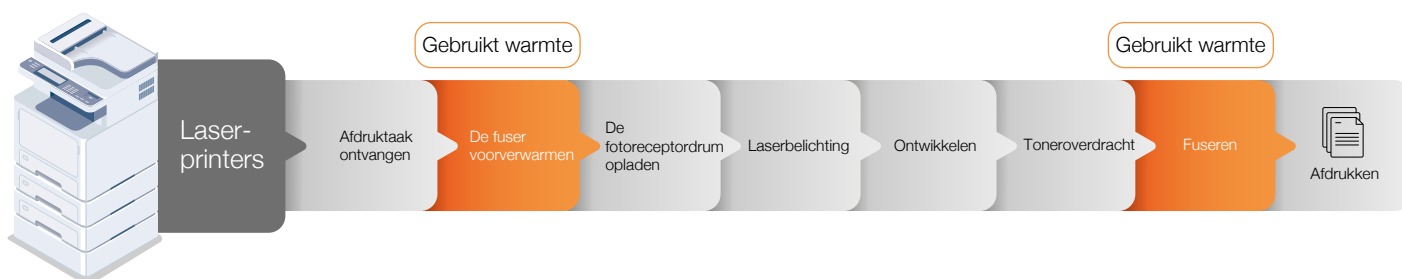 Gebruikt warmte
Gebruikt warmte
Laser-
printers
Afdruktaak
ontvangen
De fuser
voorverwarmen
De
fotoreceptordrum
opladen
Laserbelichting
Ontwikkelen
Toneroverdracht
Fuseren
Afdrukken